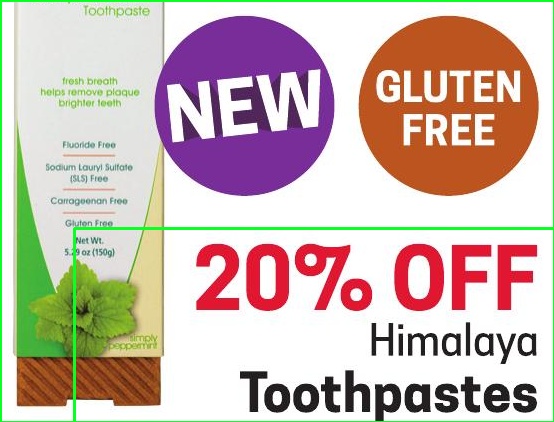 Toothpaste
fresh breath
helps remove plaque
brighter teeth
Fluoride Free
Sodium Lauryl Sulfate
(SLS) Free
Carrageenan Free
Gluten Free
Net Wt.
5.29 oz (150g)
simply
peppermint
NEW
GLUTEN
FREE
20% OFF
Himalaya
Toothpastes